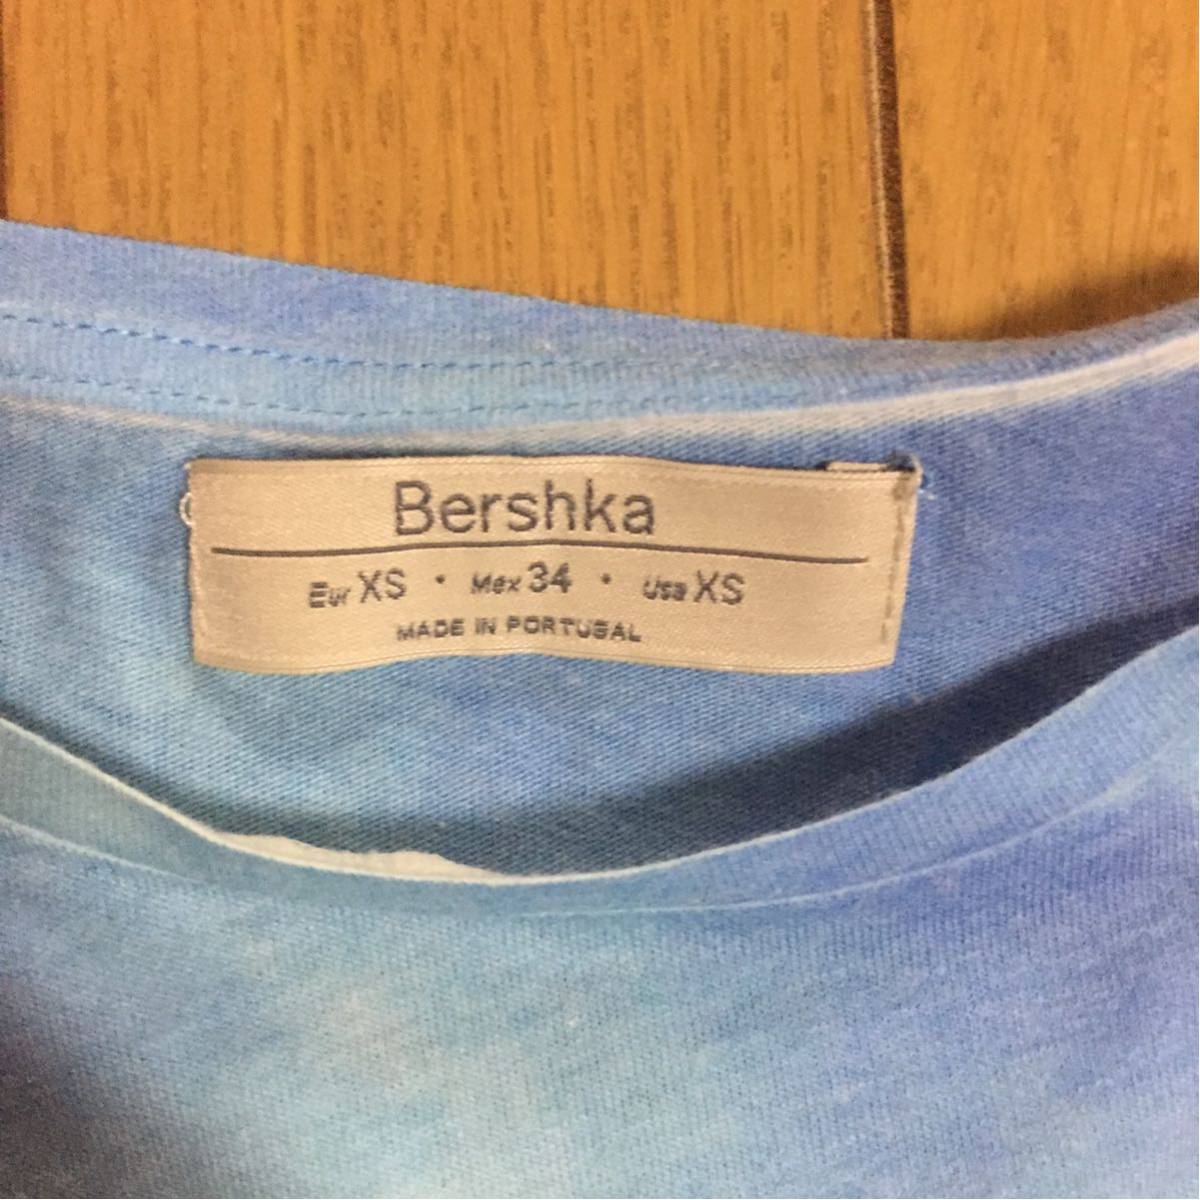 Bershka
Eur XS • Mex 34 • Usa XS
MADE IN PORTUGAL